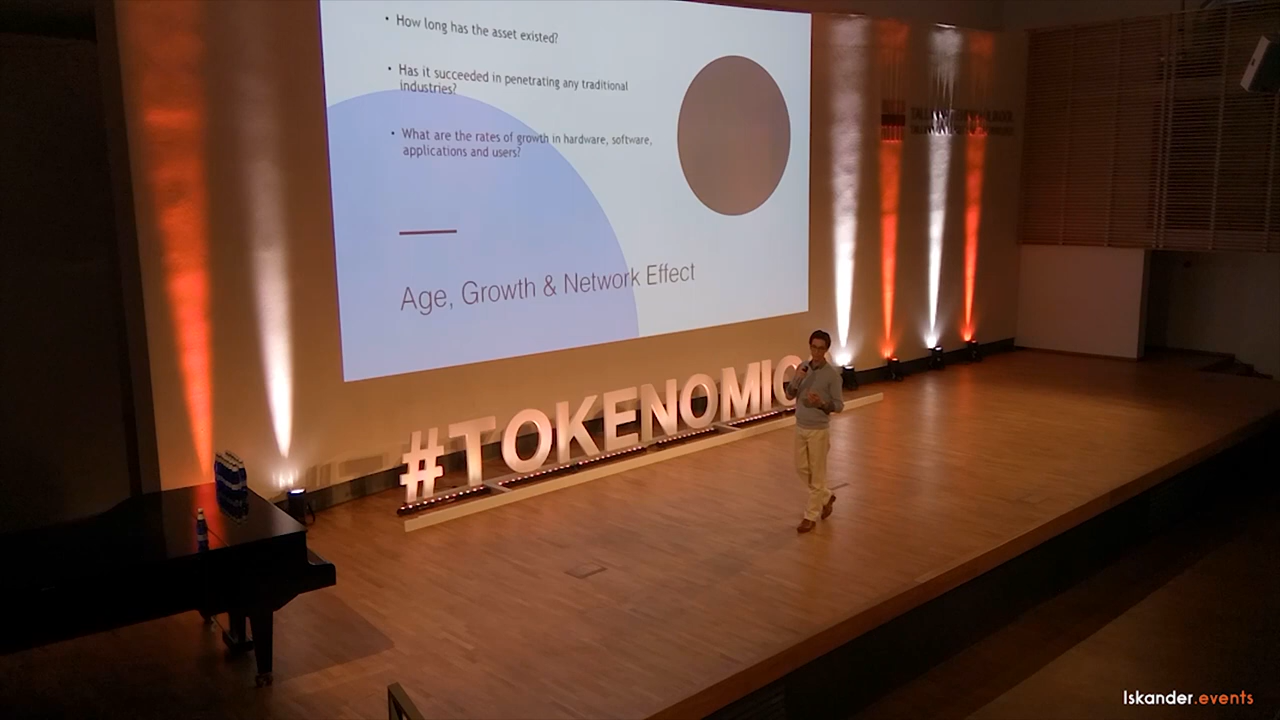 • How long has the asset existed?
• Has it succeeded in penetrating any traditional
industries?
• What are the rates of growth in hardware, software,
applications and users?
Age, Growth & Network Effect
#TOKENOMIC
Iskander.events